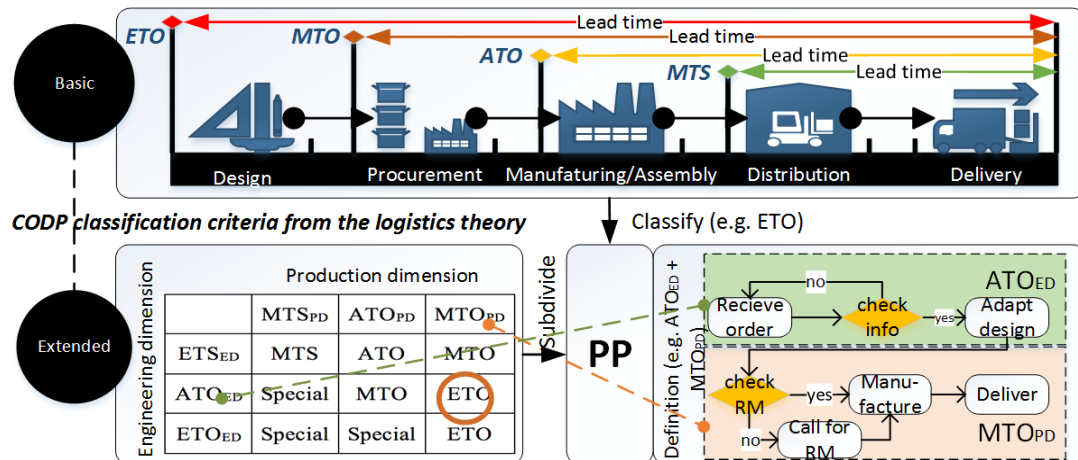 ETO
Lead time
MTO
Lead time
ATO
Lead time
MTS
Lead time
Basic
Design
Procurement
Manufaturing/Assembly
Distribution
Delivery
CODP classification criteria from the logistics theory
Classify (e.g. ETO)
Extended
Engineering dimension
Production dimension
MTSPD ATOPD MTOPD
ETSED MTS ATO MTO
ATOED Special MTO ETO
ETOED Special Special ETO
Subdivide
PP
Definition (e.g. ATOED +
MTOPD)
ATOED
no
Recieve
order
check
info
yes
Adapt
design
check
RM
yes
Manu-
facture
Deliver
no
Call for
RM
MTOPD